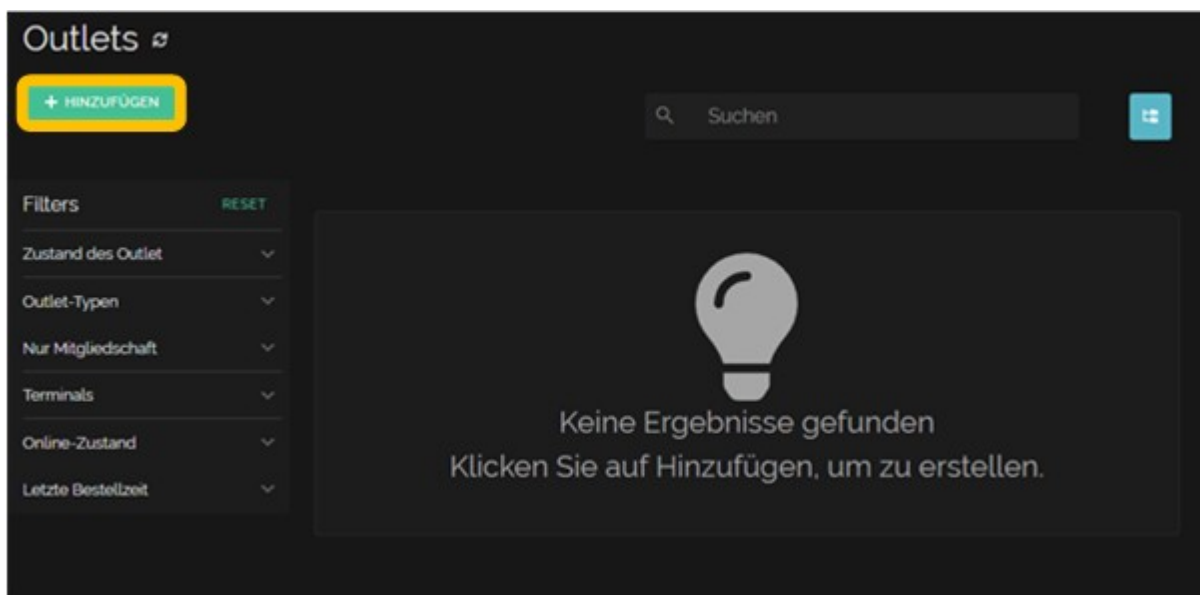 Outlets
+ HINZUFÜGEN
Suchen
Filters RESET
Zustand des Outlet
Outlet-Typen
Nur Mitgliedschaft
Terminals
Online-Zustand
Letzte Bestellzeit
Keine Ergebnisse gefunden
Klicken Sie auf Hinzufügen, um zu erstellen.